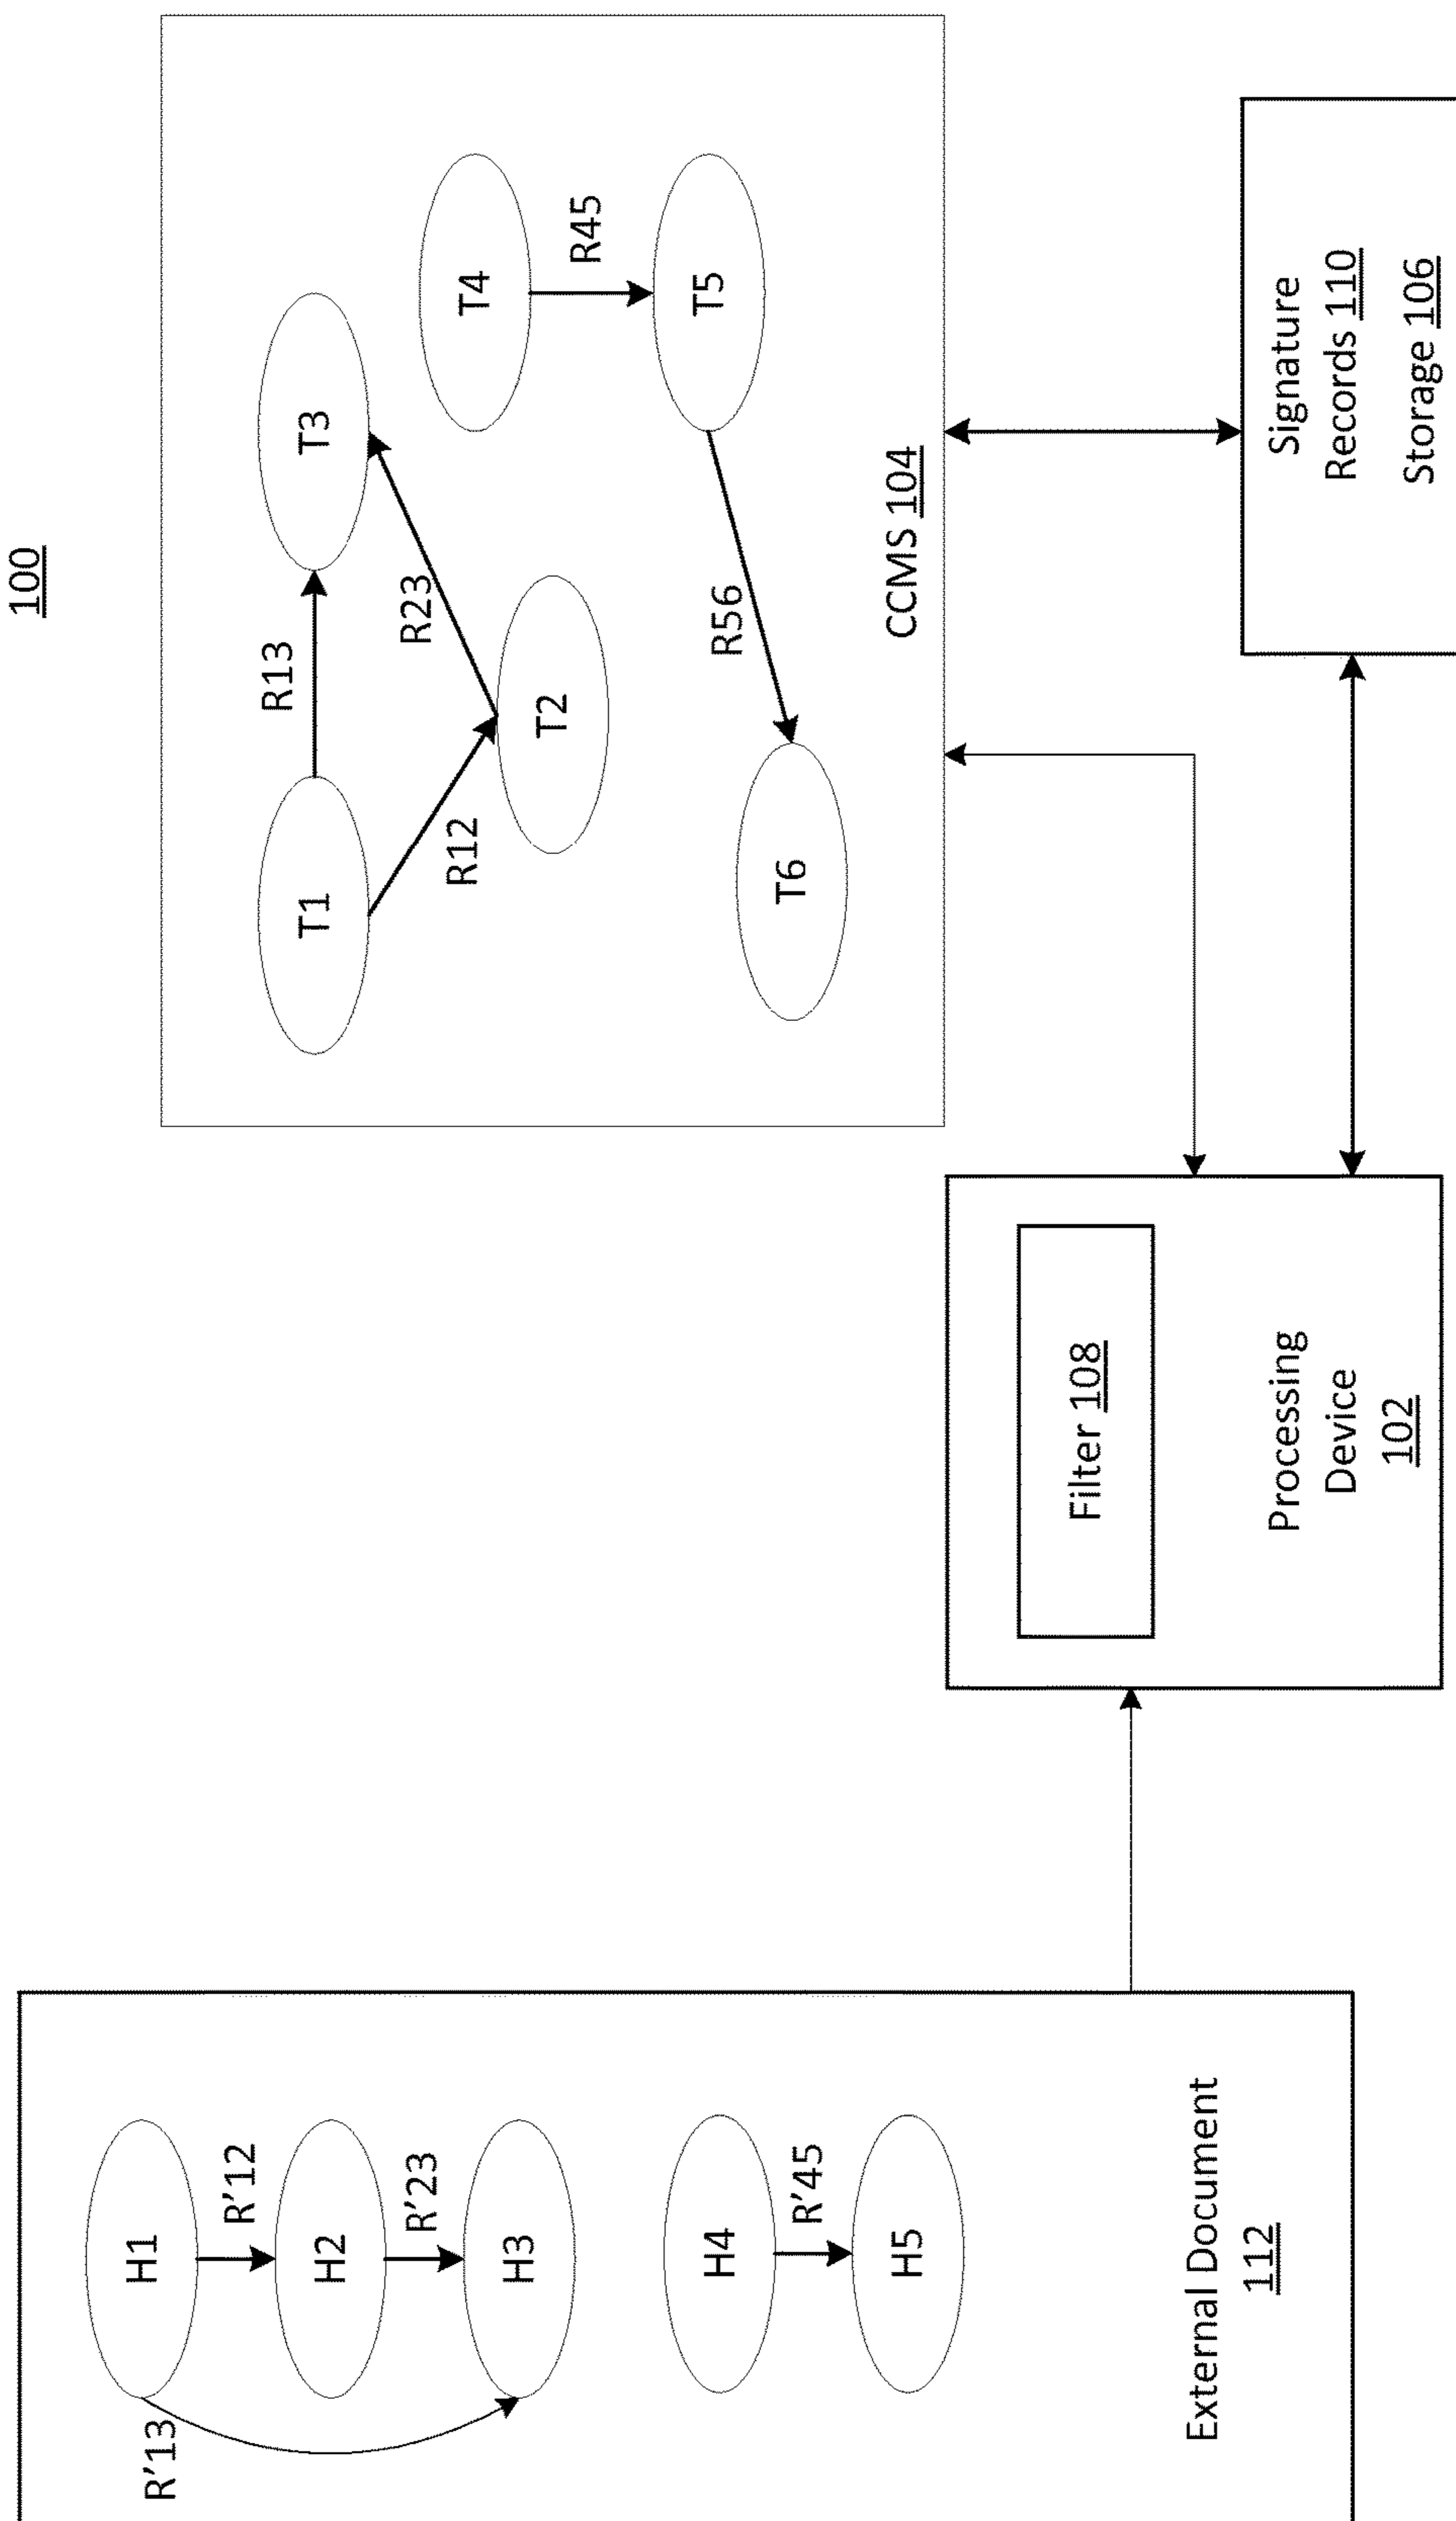 100
H1
R'12
R'13
H2
R'23
H3
H4
R'45
H5
External Document
112
Filter 108
Processing
Device
102
T1
R13
T3
R12
R23
T2
T4
R45
T5
R56
T6
CCMS 104
Signature
Records 110
Storage 106